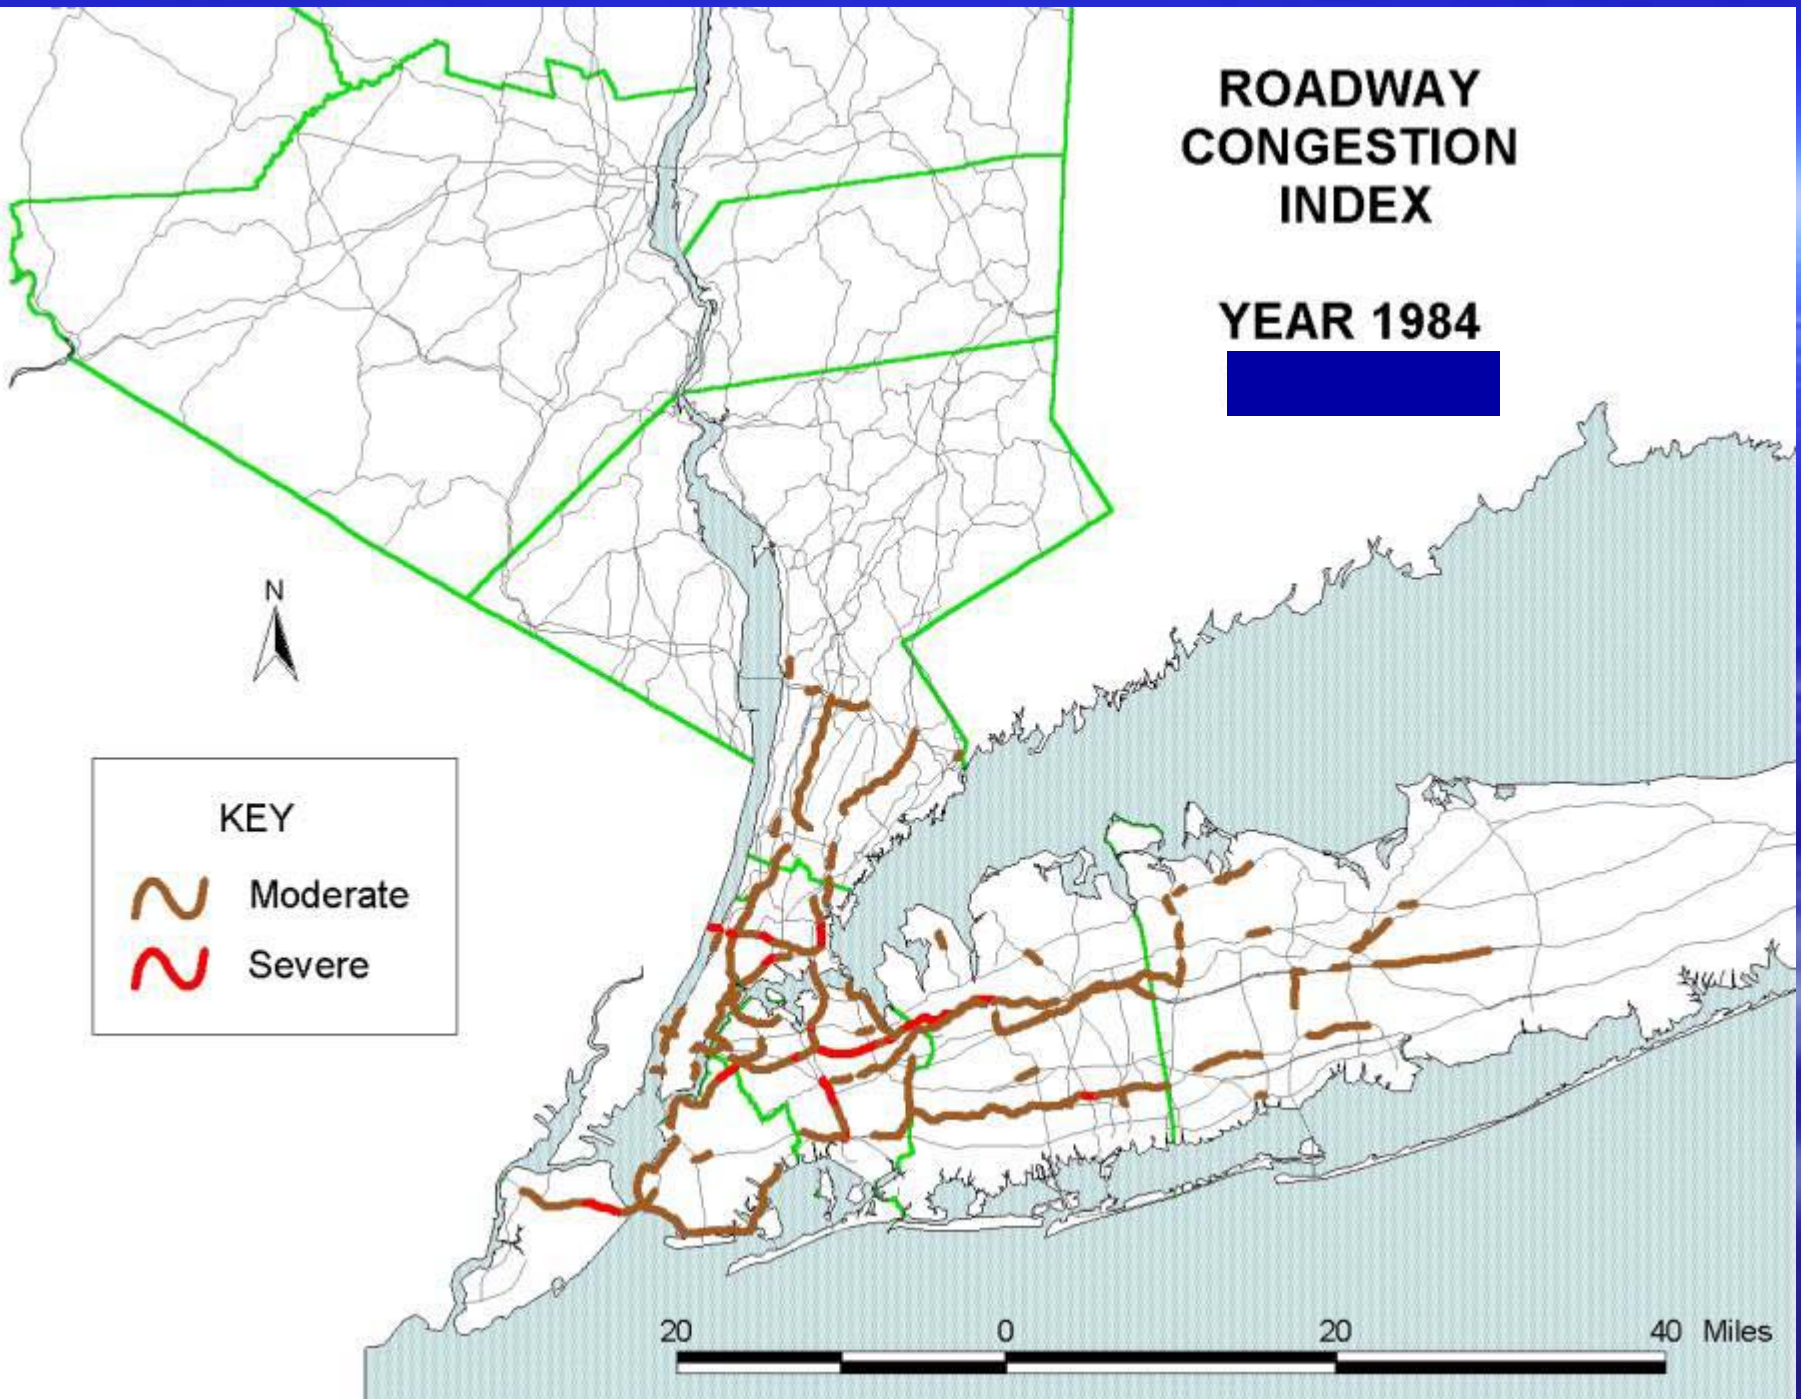 ROADWAY
CONGESTION
INDEX
YEAR 1984
N
KEY
Moderate
Severe
20 0 20 40 Miles